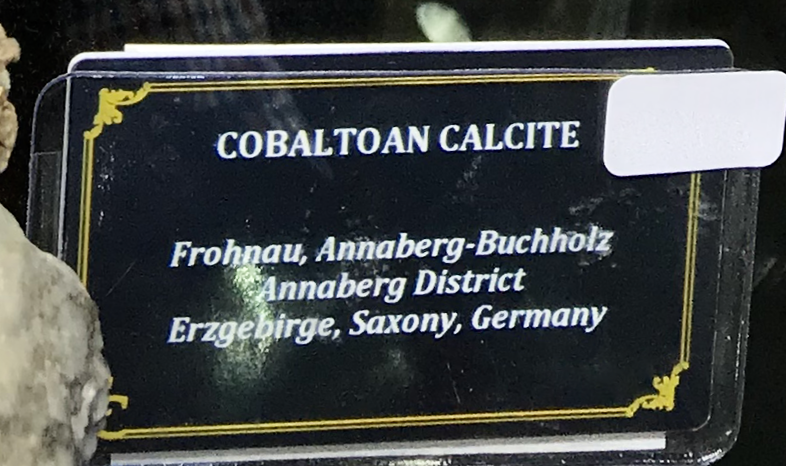 COBALTOAN CALCITE
Frohnau, Annaberg-Buchholz
Annaberg District
Erzgebirge, Saxony, Germany